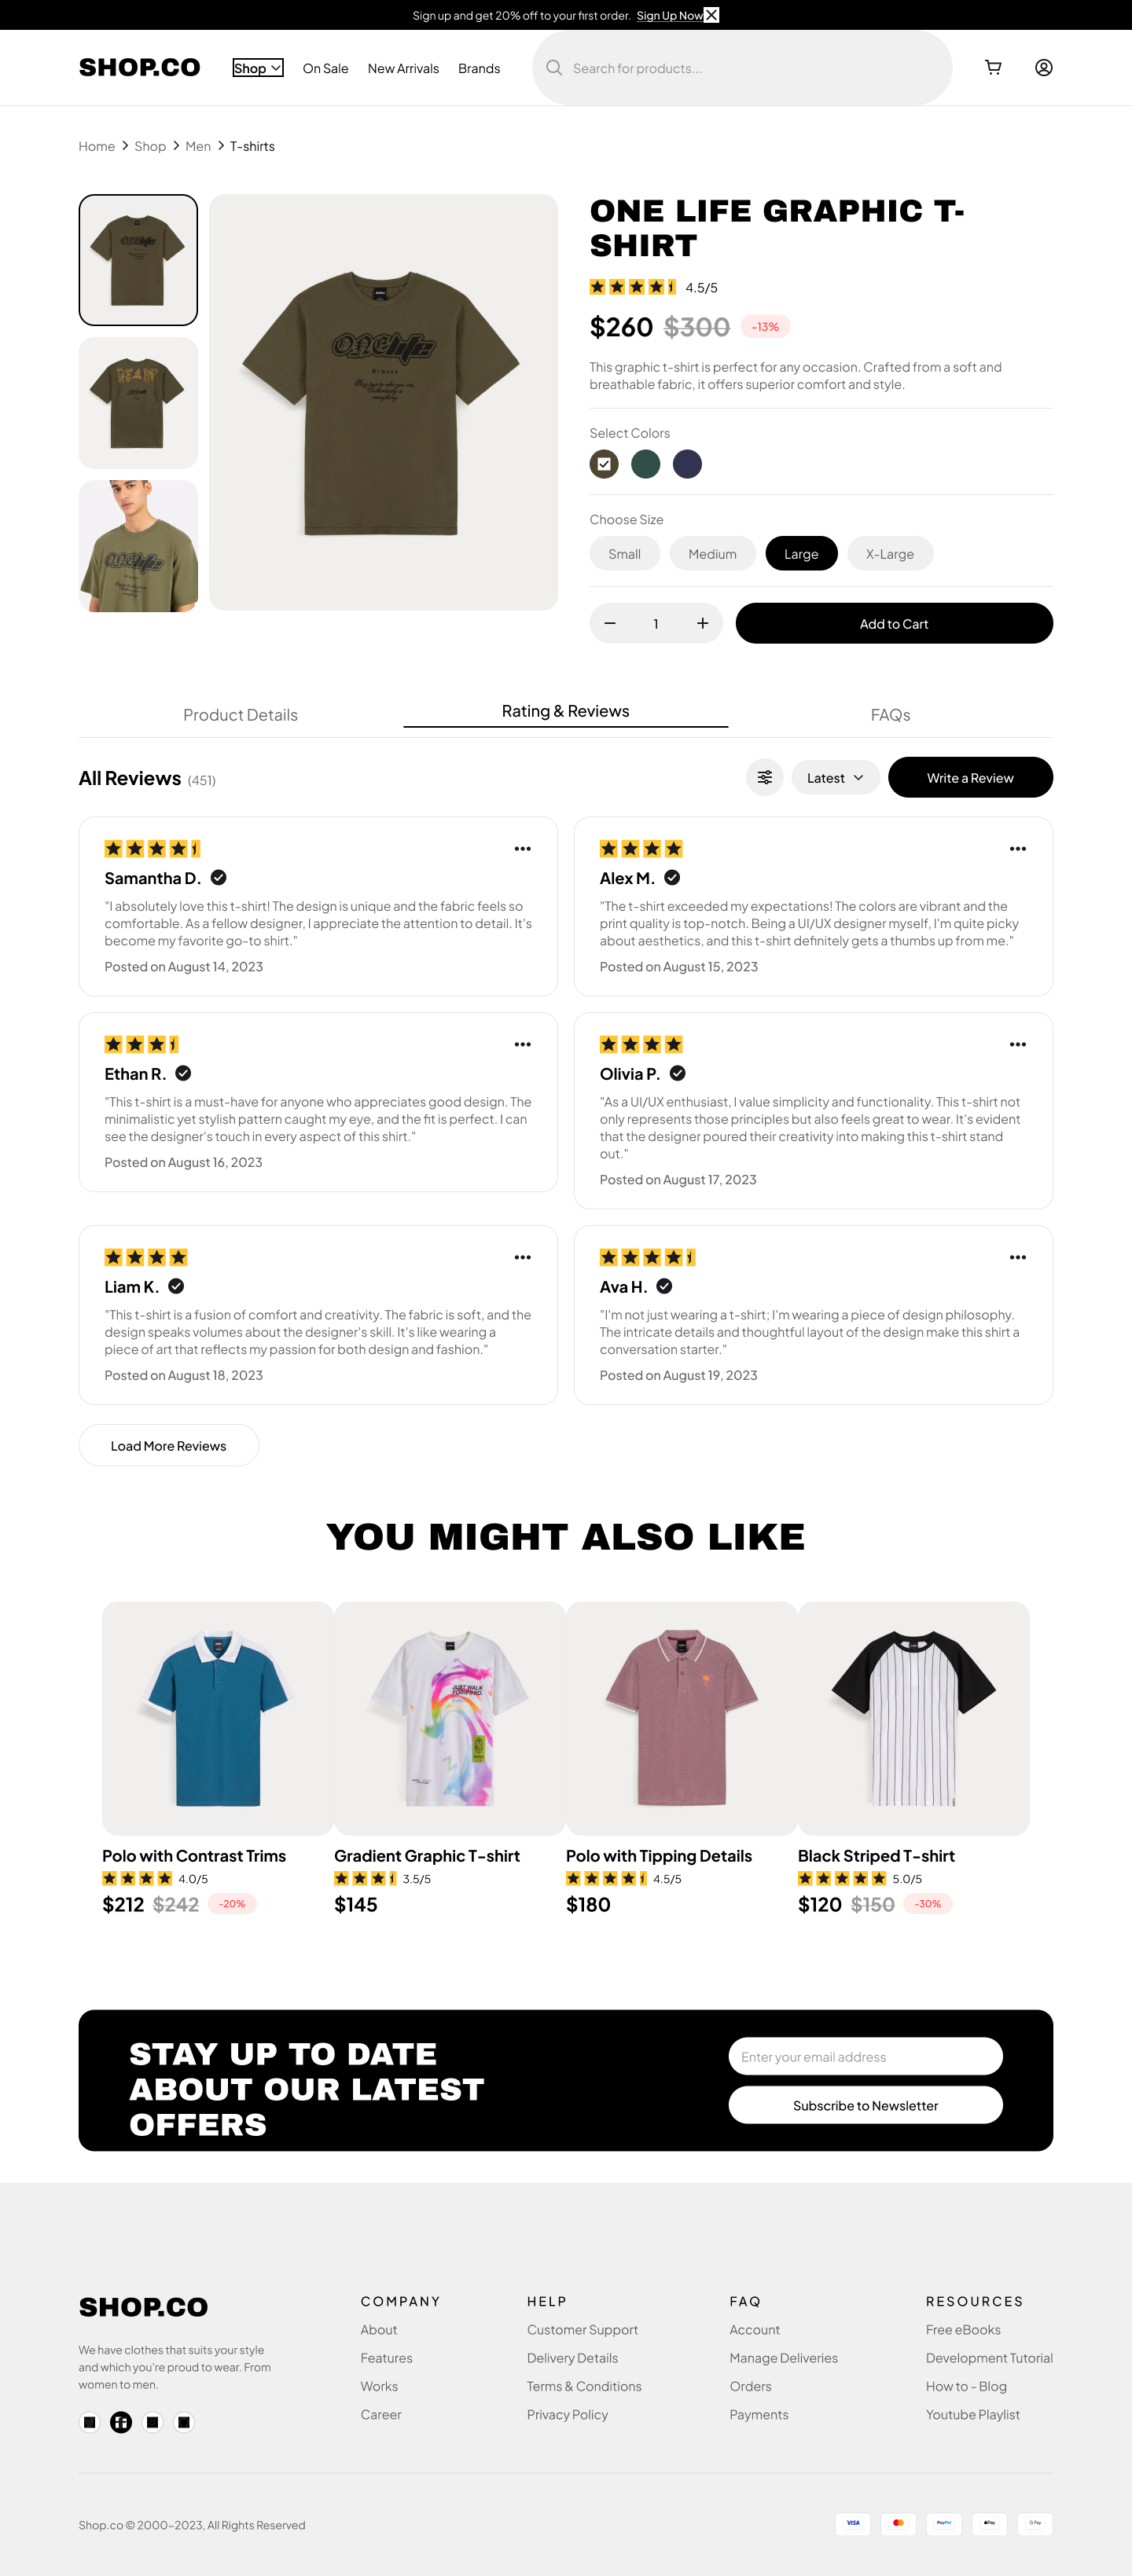 Sign up and get 20% off to your first order. Sign Up Now
SHOP.CO
Shop
On Sale
New Arrivals
Brands
Search for products...
Home
Shop
Men
T-shirts
ONE LIFE GRAPHIC T-
SHIRT
4.5/5
$260 $300 -13%
This graphic t-shirt is perfect for any occasion. Crafted from a soft and
breathable fabric, it offers superior comfort and style.
Select Colors
Choose Size
Small
Medium
Large
X-Large
1
Add to Cart
ONE life
Product Details
Rating & Reviews
FAQs
All Reviews (451)
Latest
Write a Review
Samantha D.
"I absolutely love this t-shirt! The design is unique and the fabric feels so
comfortable. As a fellow designer, I appreciate the attention to detail. It's
become my favorite go-to shirt."
Posted on August 14, 2023
Alex M.
"The t-shirt exceeded my expectations! The colors are vibrant and the
print quality is top-notch. Being a UI/UX designer myself, I'm quite picky
about aesthetics, and this t-shirt definitely gets a thumbs up from me."
Posted on August 15, 2023
Ethan R.
"This t-shirt is a must-have for anyone who appreciates good design. The
minimalistic yet stylish pattern caught my eye, and the fit is perfect. I can
see the designer's touch in every aspect of this shirt."
Posted on August 16, 2023
Olivia P.
"As a UI/UX enthusiast, I value simplicity and functionality. This t-shirt not
only represents those principles but also feels great to wear. It's evident
that the designer poured their creativity into making this t-shirt stand
out."
Posted on August 17, 2023
Liam K.
"This t-shirt is a fusion of comfort and creativity. The fabric is soft, and the
design speaks volumes about the designer's skill. It's like wearing a
piece of art that reflects my passion for both design and fashion."
Posted on August 18, 2023
Ava H.
"I'm not just wearing a t-shirt; I'm wearing a piece of design philosophy.
The intricate details and thoughtful layout of the design make this shirt a
conversation starter."
Posted on August 19, 2023
Load More Reviews
YOU MIGHT ALSO LIKE
JUST WALK
Polo with Contrast Trims
4.0/5
$212 $242 -20%
Gradient Graphic T-shirt
3.5/5
$145
Polo with Tipping Details
4.5/5
$180
Black Striped T-shirt
5.0/5
$120 $150 -30%
STAY UP TO DATE
ABOUT OUR LATEST
OFFERS
Enter your email address
Subscribe to Newsletter
SHOP.CO
We have clothes that suits your style
and which you're proud to wear. From
women to men.
COMPANY
About
Features
Works
Career
HELP
Customer Support
Delivery Details
Terms & Conditions
Privacy Policy
FAQ
Account
Manage Deliveries
Orders
Payments
RESOURCES
Free eBooks
Development Tutorial
How to - Blog
Youtube Playlist
Shop.co © 2000-2023, All Rights Reserved
VISA
PayPal
Pay
G Pay